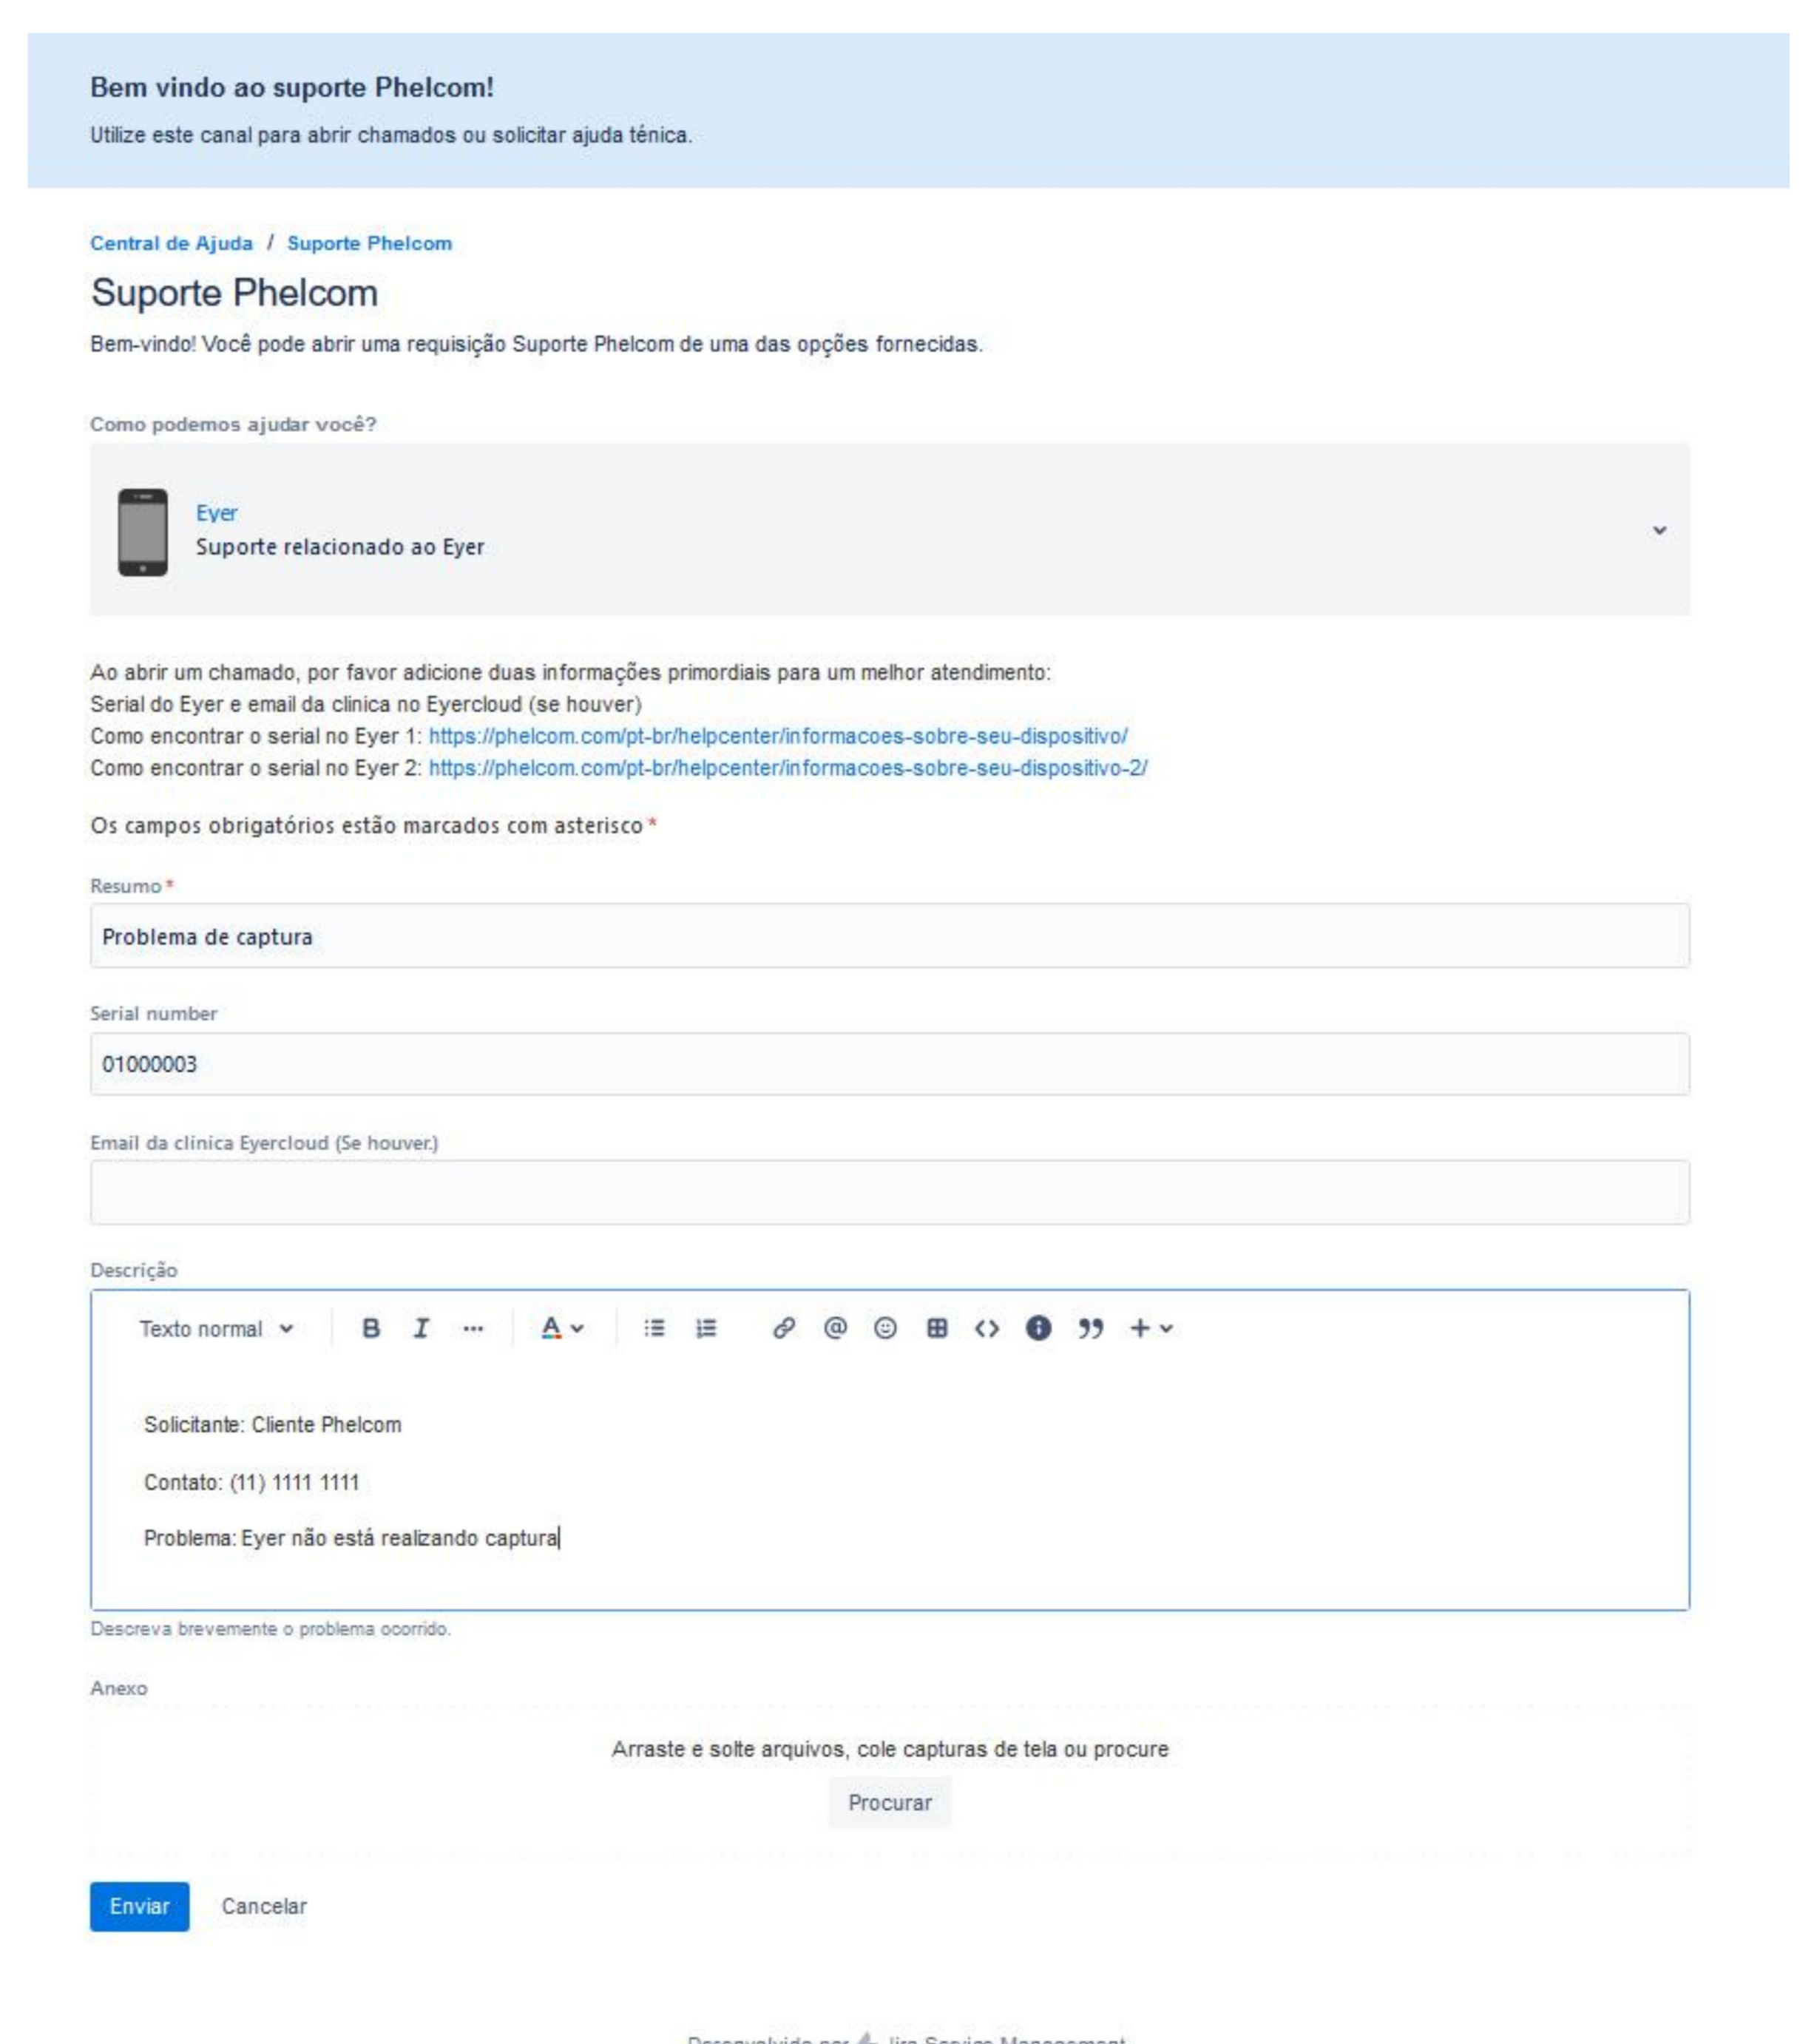 Bem vindo ao suporte Phelcom!
Utilize este canal para abrir chamados ou solicitar ajuda ténica.
Central de Ajuda / Suporte Phelcom
Suporte Phelcom
Bem-vindo! Você pode abrir uma requisição Suporte Phelcom de uma das opções fornecidas.
Como podemos ajudar você?
Eyer
Suporte relacionado ao Eyer
Ao abrir um chamado, por favor adicione duas informações primordiais para um melhor atendimento:
Serial do Eyer e email da clinica no Eyercloud (se houver)
Como encontrar o serial no Eyer 1: https://phelcom.com/pt-br/helpcenter/informacoes-sobre-seu-dispositivo/
Como encontrar o serial no Eyer 2: https://phelcom.com/pt-br/helpcenter/informacoes-sobre-seu-dispositivo-2/
Os campos obrigatórios estão marcados com asterisco *
Resumo *
Problema de captura
Serial number
01000003
Email da clínica Eyercloud (Se houver.)
Descrição
Texto normal B I ... A @ <> +
Solicitante: Cliente Phelcom
Contato: (11) 1111 1111
Problema: Eyer não está realizando captura
Descreva brevemente o problema ocorrido.
Anexo
Arraste e solte arquivos, cole capturas de tela ou procure
Procurar
Enviar Cancelar
Desenvolvido por Jira Service Management